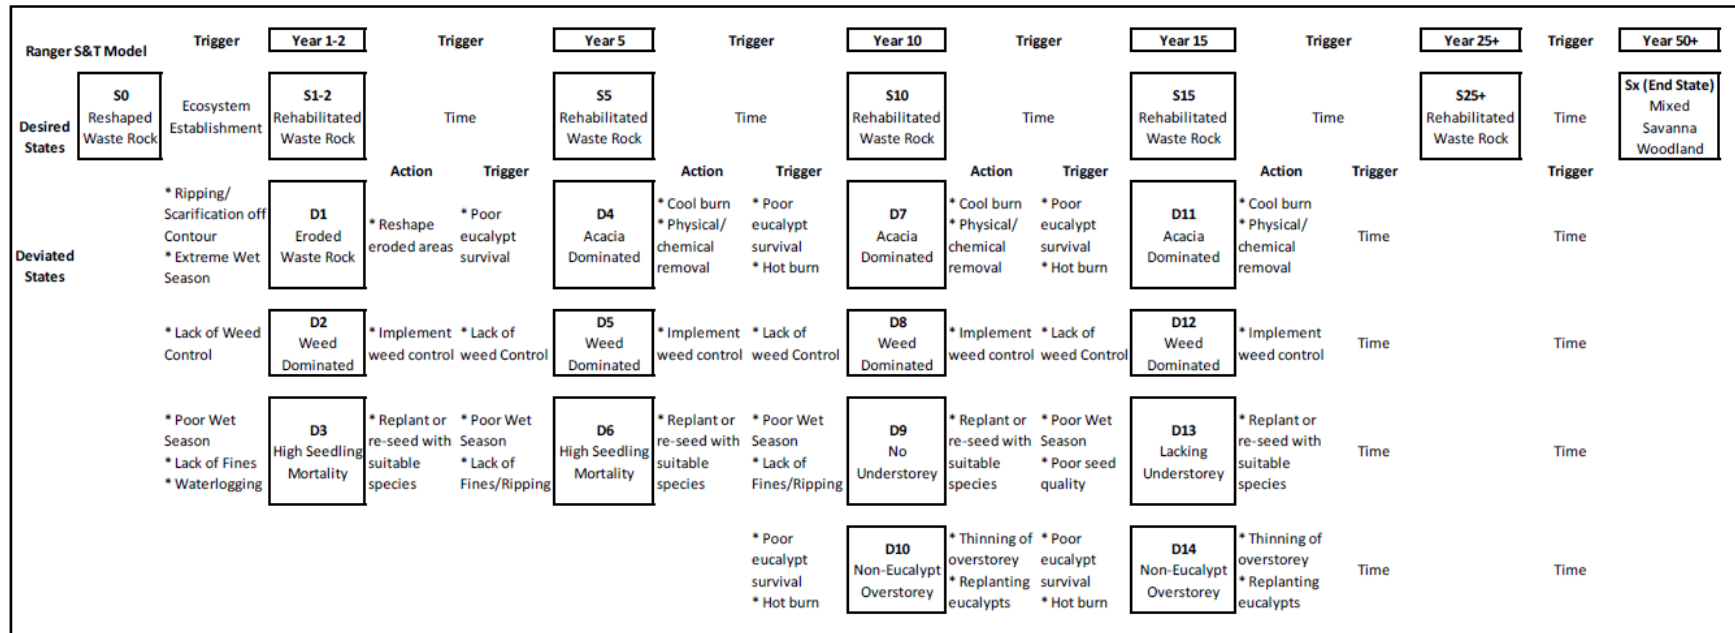 Ranger S&T Model
Trigger
Year 1-2
Trigger
Year 5
Trigger
Year 10
Trigger
Year 15
Trigger
Year 25+
Trigger
Year 50+
Desired
States
S0
Reshaped
Waste Rock
Ecosystem
Establishment
S1-2
Rehabilitated
Waste Rock
Time
S5
Rehabilitated
Waste Rock
Time
S10
Rehabilitated
Waste Rock
Time
S15
Rehabilitated
Waste Rock
Time
S25+
Rehabilitated
Waste Rock
Time
Sx (End State)
Mixed
Savanna
Woodland
Action
Trigger
Action
Trigger
Action
Trigger
Action
Trigger
Trigger
Deviated
States
* Ripping/
Scarification off
Contour
* Extreme Wet
Season
D1
Eroded
Waste Rock
* Reshape
eroded areas
* Poor
eucalypt
survival
D4
Acacia
Dominated
* Cool burn
* Physical/
chemical
removal
* Poor
eucalypt
survival
* Hot burn
D7
Acacia
Dominated
* Cool burn
* Physical/
chemical
removal
* Poor
eucalypt
survival
* Hot burn
D11
Acacia
Dominated
* Cool burn
* Physical/
chemical
removal
Time
Time
* Lack of Weed
Control
D2
Weed
Dominated
* Implement
weed control
* Lack of
weed Control
D5
Weed
Dominated
* Implement
weed control
* Lack of
weed Control
D8
Weed
Dominated
* Implement
weed control
* Lack of
weed Control
D12
Weed
Dominated
* Implement
weed control
Time
Time
* Poor Wet
Season
* Lack of Fines
* Waterlogging
D3
High Seedling
Mortality
* Replant or
re-seed with
suitable
species
* Poor Wet
Season
* Lack of
Fines/Ripping
D6
High Seedling
Mortality
* Replant or
re-seed with
suitable
species
* Poor Wet
Season
* Lack of
Fines/Ripping
D9
No
Understorey
* Replant or
re-seed with
suitable
species
* Poor Wet
Season
* Poor seed
quality
D13
Lacking
Understorey
* Replant or
re-seed with
suitable
species
Time
Time
* Poor
eucalypt
survival
* Hot burn
D10
Non-Eucalypt
Overstorey
* Thinning of
overstorey
* Replanting
eucalypts
* Poor
eucalypt
survival
* Hot burn
D14
Non-Eucalypt
Overstorey
* Thinning of
overstorey
* Replanting
eucalypts
Time
Time